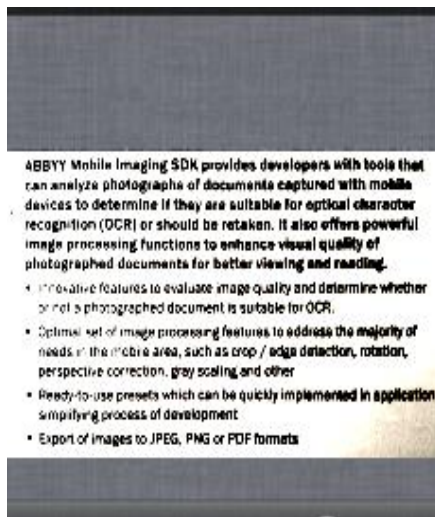 ABBYY Mobile Imaging SDK provides developers with tools that
can analyze photographs of documents captured with mobile
devices to determine if they are suitable for optical character
recognition (OCR) or should be retaken. It also offers powerful
image processing functions to enhance visual quality of
photographed documents for better viewing and reading.
• Innovative features to evaluate image quality and determine whether
or not a photographed document is suitable for OCR.
• Optimal set of image processing features to address the majority of
needs in the mobile area, such as crop / edge detection, rotation,
perspective correction, gray scaling and other
• Ready-to-use presets which can be quickly implemented in application
simplifying process of development
• Export of images to JPEG, PNG or PDF formats